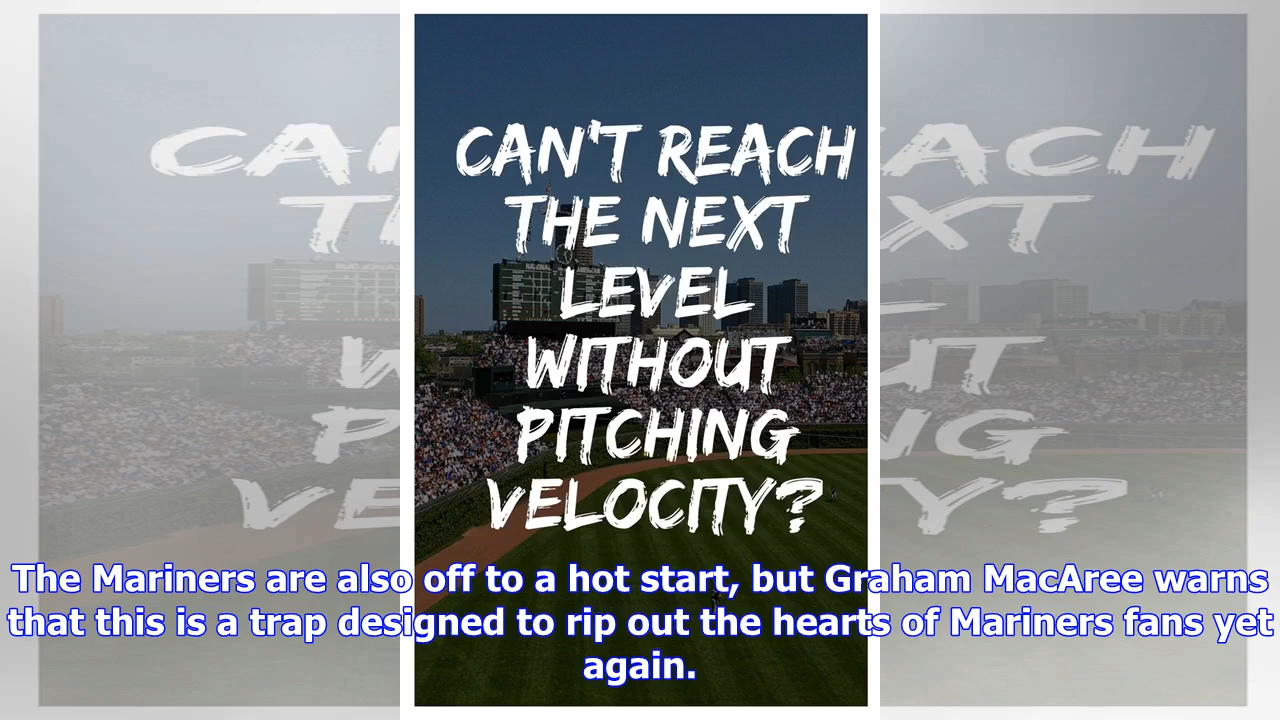 CAN'T REACH
THE NEXT
LEVEL
WITHOUT
PITCHING
VELOCITY?
The Mariners are also off to a hot start, but Graham MacAree warns
that this is a trap designed to rip out the hearts of Mariners fans yet
again.